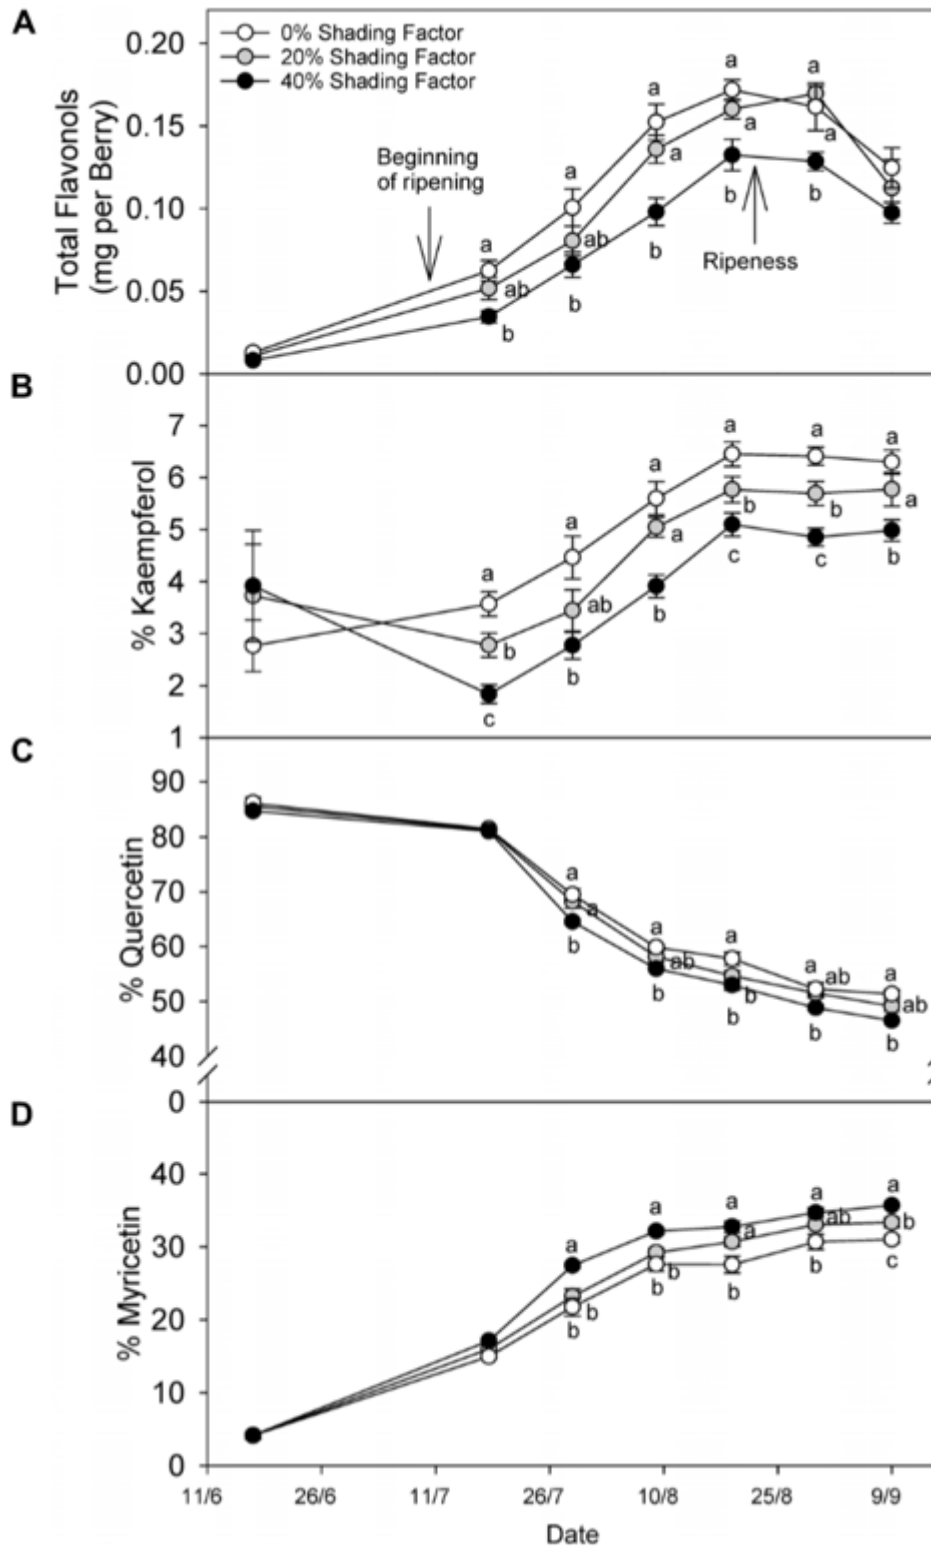 A
0% Shading Factor
20% Shading Factor
40% Shading Factor
Total Flavonols
(mg per Berry)
0.20
0.15
0.10
0.05
0.00
Beginning
of ripening
Ripeness
a
ab
b
a
ab
b
a
a
b
a
a
b
a
a
b
B
% Kaempferol
7
6
5
4
3
2
1
a
b
c
a
ab
b
a
a
b
a
b
c
a
b
c
a
a
b
C
% Quercetin
90
80
70
60
50
40
0
a
a
b
a
ab
b
a
b
b
a
ab
b
a
ab
b
D
% Myricetin
40
30
20
10
0
a
b
b
a
b
b
a
a
b
a
ab
b
a
b
c
11/6
26/6
11/7
26/7
10/8
25/8
9/9
Date